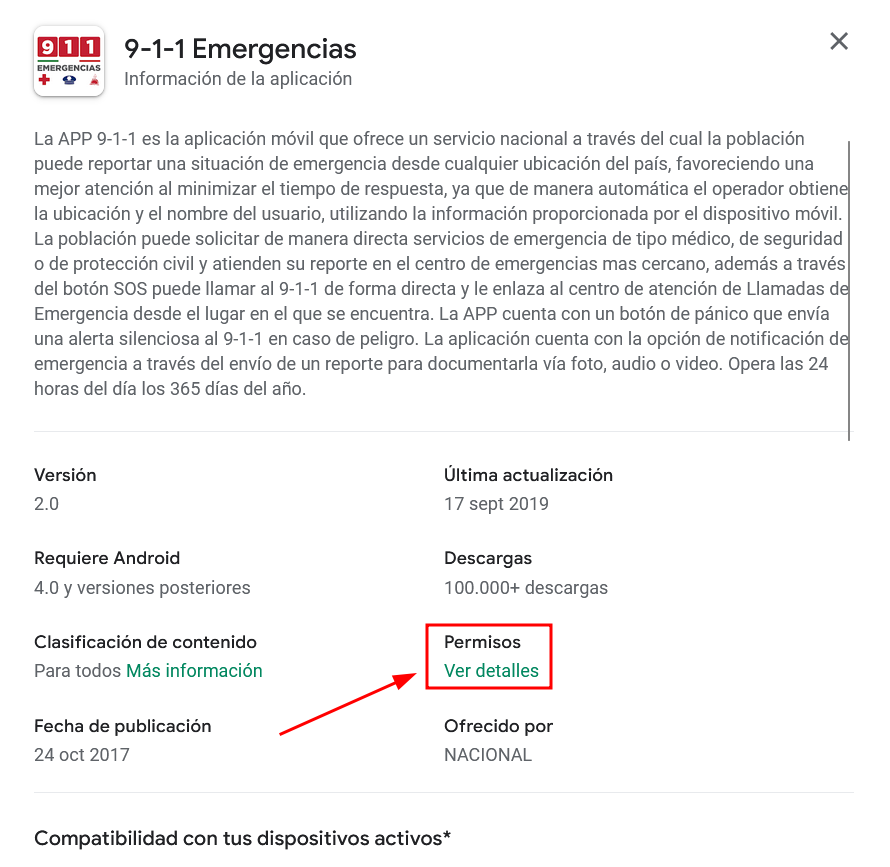 911
EMERGENCIAS
9-1-1 Emergencias
Información de la aplicación
La APP 9-1-1 es la aplicación móvil que ofrece un servicio nacional a través del cual la población
puede reportar una situación de emergencia desde cualquier ubicación del país, favoreciendo una
mejor atención al minimizar el tiempo de respuesta, ya que de manera automática el operador obtiene
la ubicación y el nombre del usuario, utilizando la información proporcionada por el dispositivo móvil.
La población puede solicitar de manera directa servicios de emergencia de tipo médico, de seguridad
o de protección civil y atienden su reporte en el centro de emergencias mas cercano, además a través
del botón SOS puede llamar al 9-1-1 de forma directa y le enlaza al centro de atención de Llamadas de
Emergencia desde el lugar en el que se encuentra. La APP cuenta con un botón de pánico que envía
una alerta silenciosa al 9-1-1 en caso de peligro. La aplicación cuenta con la opción de notificación de
emergencia a través del envío de un reporte para documentarla vía foto, audio o video. Opera las 24
horas del día los 365 días del año.
Versión
2.0
Última actualización
17 sept 2019
Requiere Android
4.0 y versiones posteriores
Descargas
100.000+ descargas
Clasificación de contenido
Para todos Más información
Permisos
Ver detalles
Fecha de publicación
24 oct 2017
Ofrecido por
NACIONAL
Compatibilidad con tus dispositivos activos*